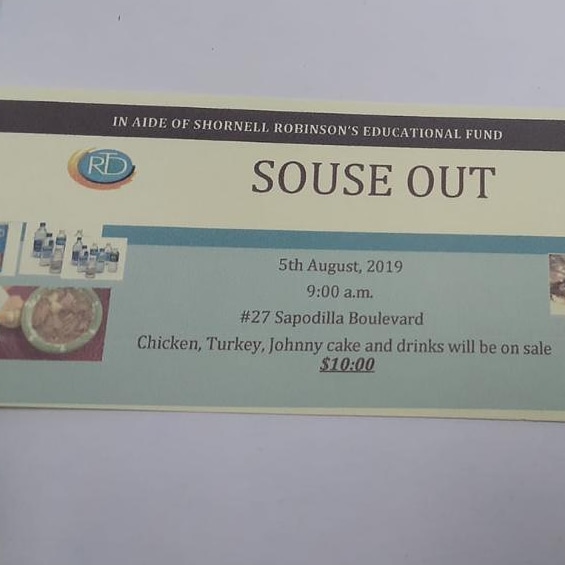 IN AIDE OF SHORNELL ROBINSON'S EDUCATIONAL FUND
RTD
SOUSE OUT
5th August, 2019
9:00 a.m.
#27 Sapodilla Boulevard
Chicken, Turkey, Johnny cake and drinks will be on sale
$10:00